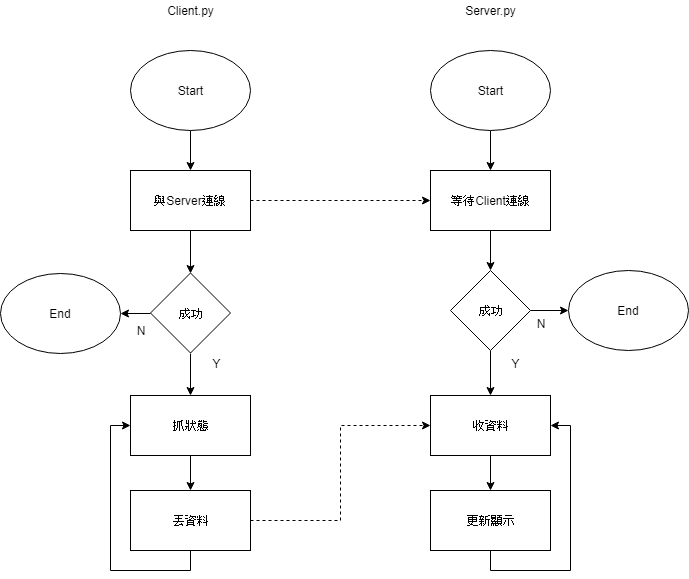 Client.py
Server.py
Start
Start
與Server連線
等待Client連線
成功
成功
End
End
N
N
Y
Y
抓狀態
收資料
丟資料
更新顯示